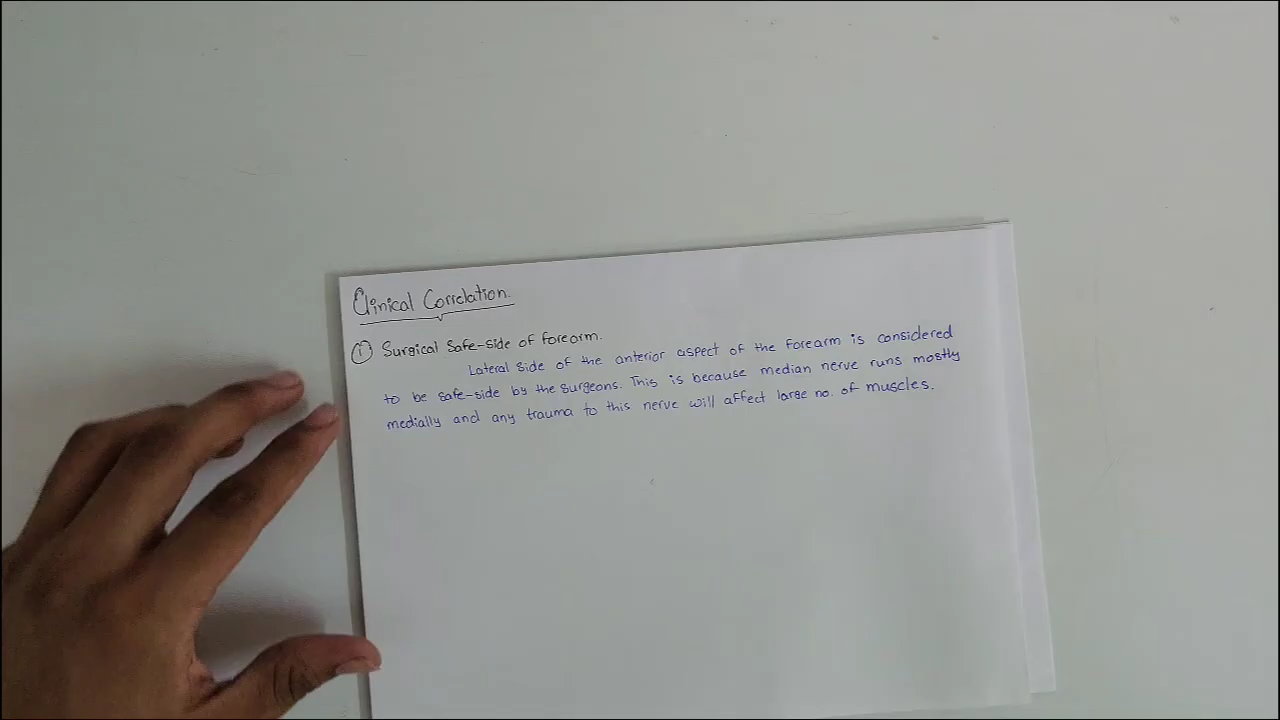 Clinical Correlation.
① Surgical Safe-side of forearm.
Lateral side of the anterior aspect of the forearm is considered
to be safe-side by the surgeons. This is because median nerve runs mostly
medially and any trauma to this nerve will affect large no. of muscles.